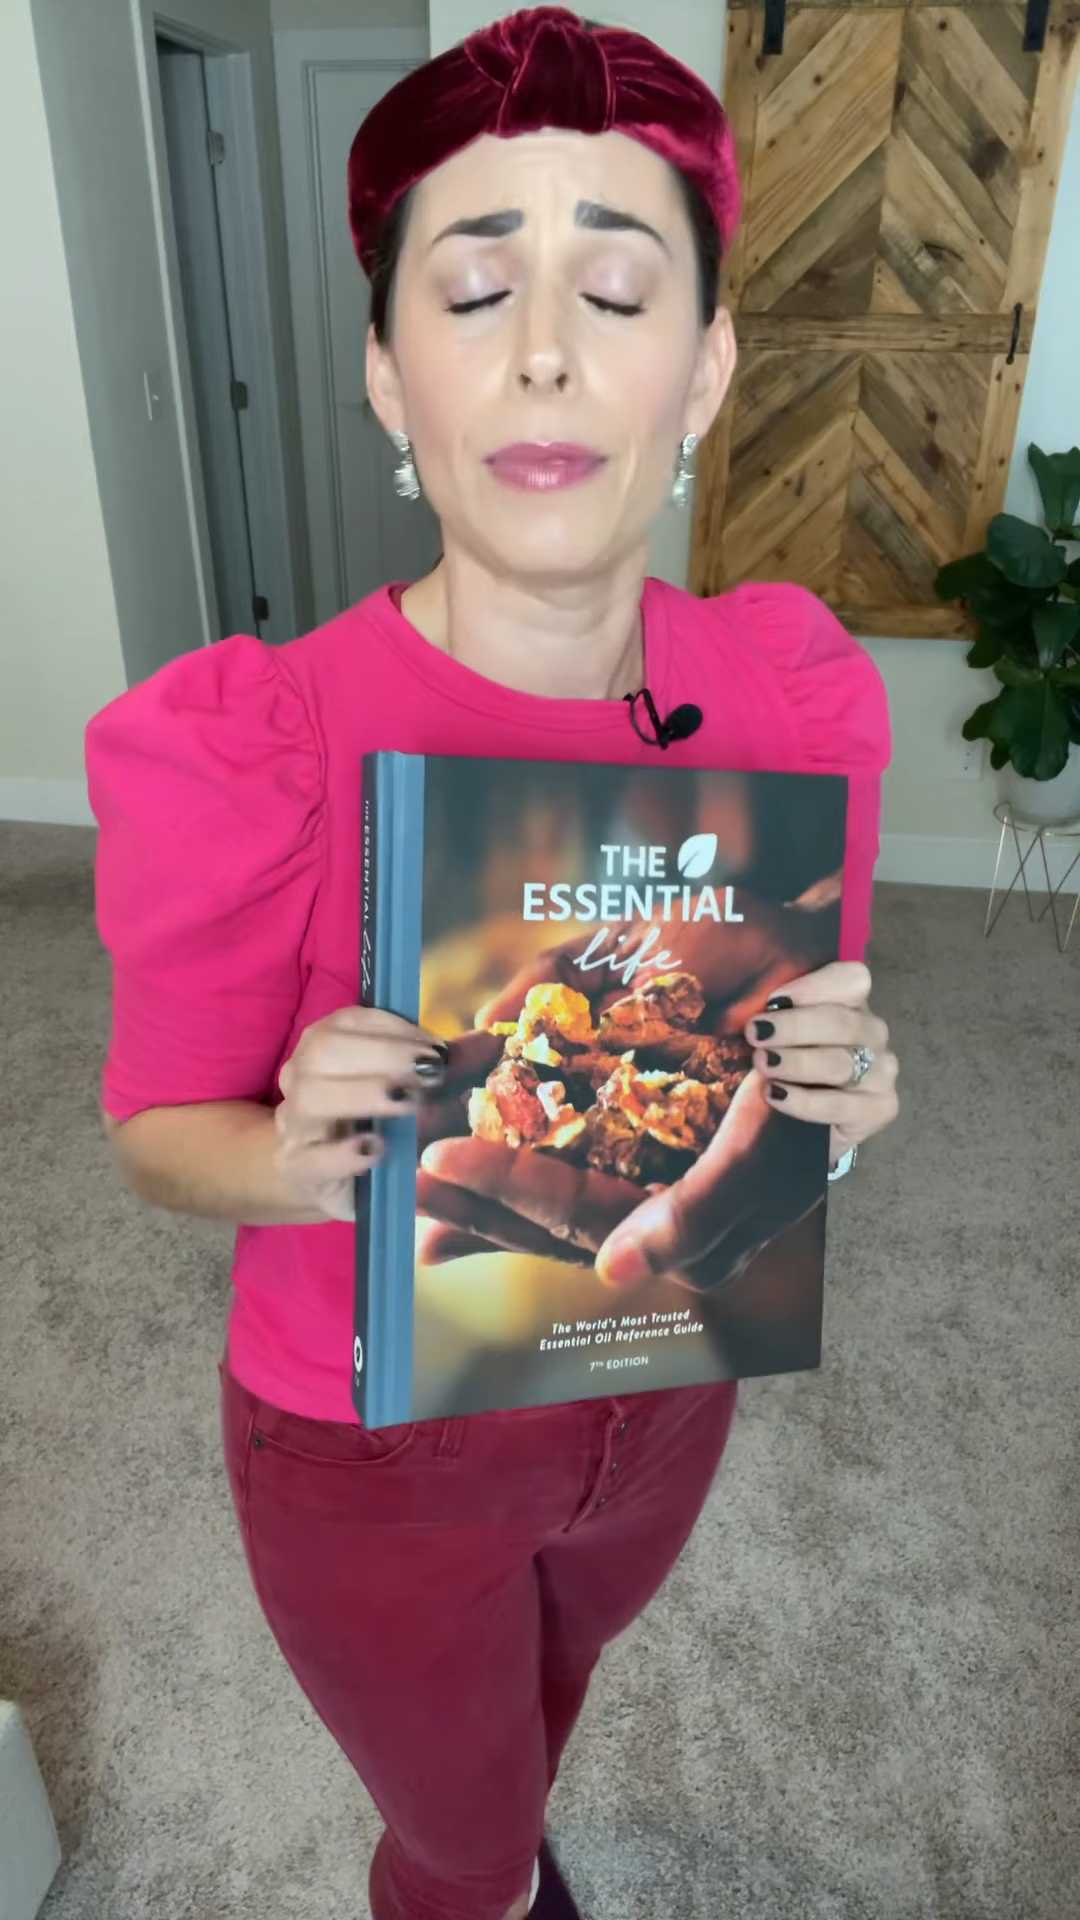 THE
ESSENTIAL
life
The World's Most Trusted
Essential Oil Reference Guide
7TH EDITION
THE ESSENTIAL life